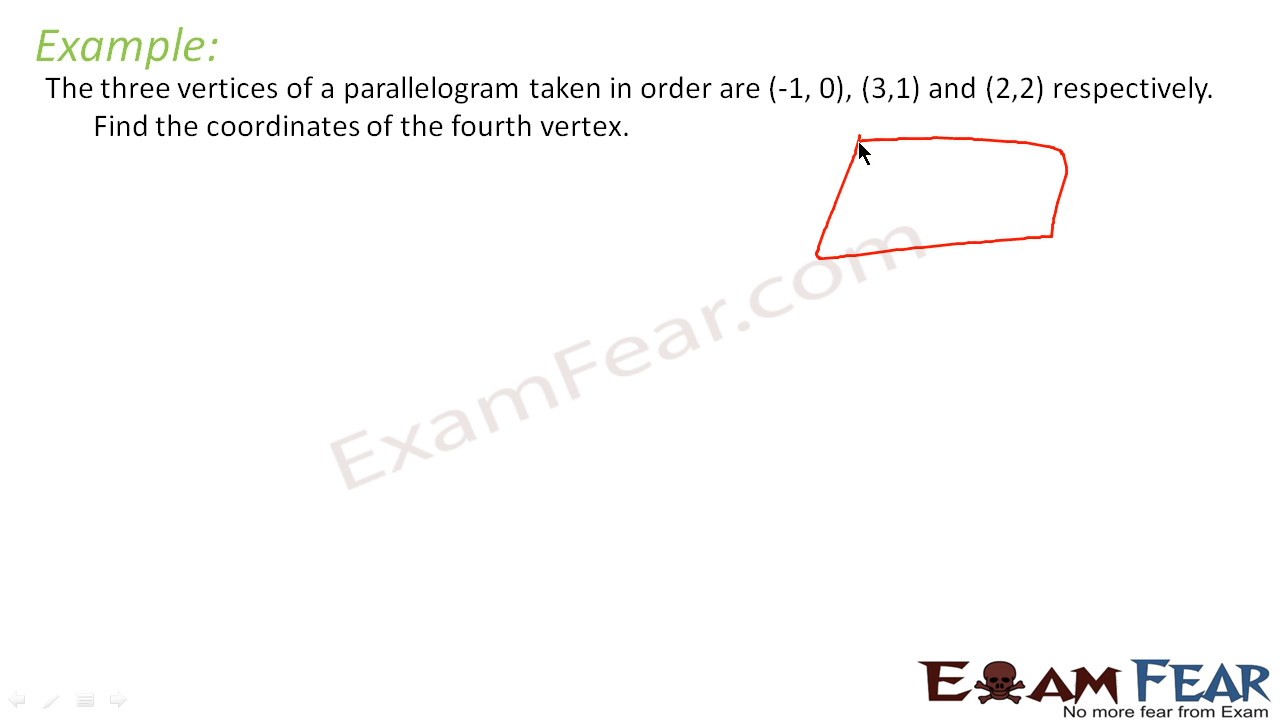 Example:
The three vertices of a parallelogram taken in order are (-1, 0), (3,1) and (2,2) respectively.
Find the coordinates of the fourth vertex.
ExamFear.com
EXAM FEAR
No more fear from Exam